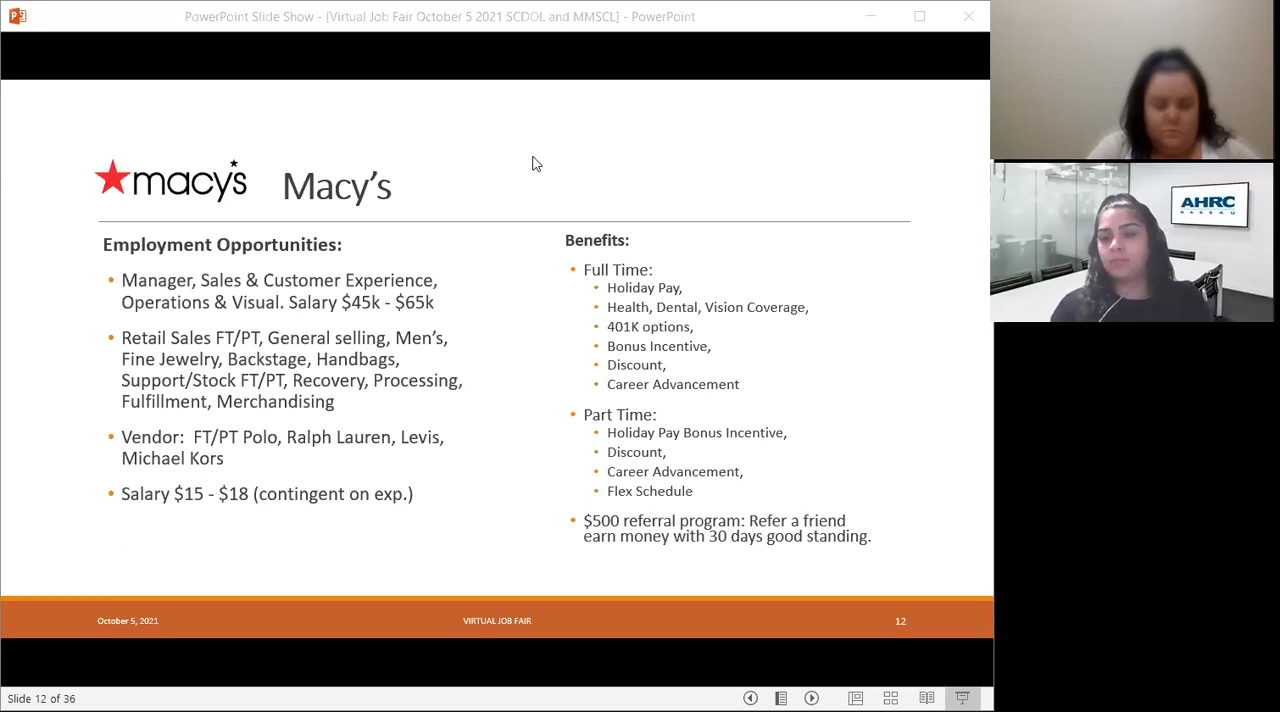 PowerPoint Slide Show - [Virtual Job Fair October 5 2021 SCDOL and MMSCL] - PowerPoint
macy's
Macy's
Employment Opportunities:
• Manager, Sales & Customer Experience,
Operations & Visual. Salary $45k - $65k
• Retail Sales FT/PT, General selling, Men's,
Fine Jewelry, Backstage, Handbags,
Support/Stock FT/PT, Recovery, Processing,
Fulfillment, Merchandising
• Vendor: FT/PT Polo, Ralph Lauren, Levis,
Michael Kors
• Salary $15 - $18 (contingent on exp.)
Benefits:
• Full Time:
• Holiday Pay,
• Health, Dental, Vision Coverage,
• 401K options,
• Bonus Incentive,
• Discount,
• Career Advancement
• Part Time:
• Holiday Pay Bonus Incentive,
• Discount,
• Career Advancement,
• Flex Schedule
• $500 referral program: Refer a friend
earn money with 30 days good standing.
October 5, 2021
VIRTUAL JOB FAIR
12
Slide 12 of 36
AHRC
NASSAU